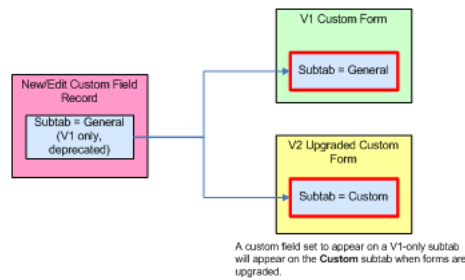 V1 Custom Form
Subtab = General
New/Edit Custom Field
Record
Subtab = General
(V1 only,
deprecated)
V2 Upgraded Custom
Form
Subtab = Custom
A custom field set to appear on a V1-only subtab
will appear on the Custom subtab when forms are
upgraded.